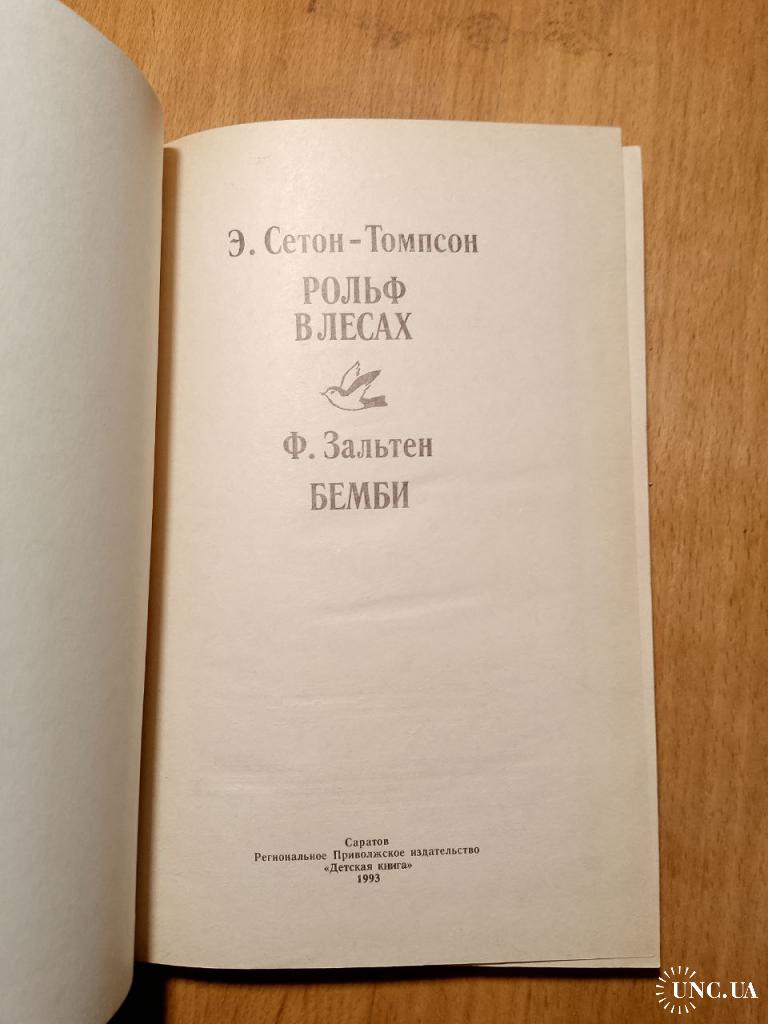 Э. Сетон-Томпсон
РОЛЬФ
В ЛЕСАХ
Ф. Зальтен
БЕМБИ
Саратов
Региональное Приволжское издательство
«Детская книга»
1993
UNC.UA